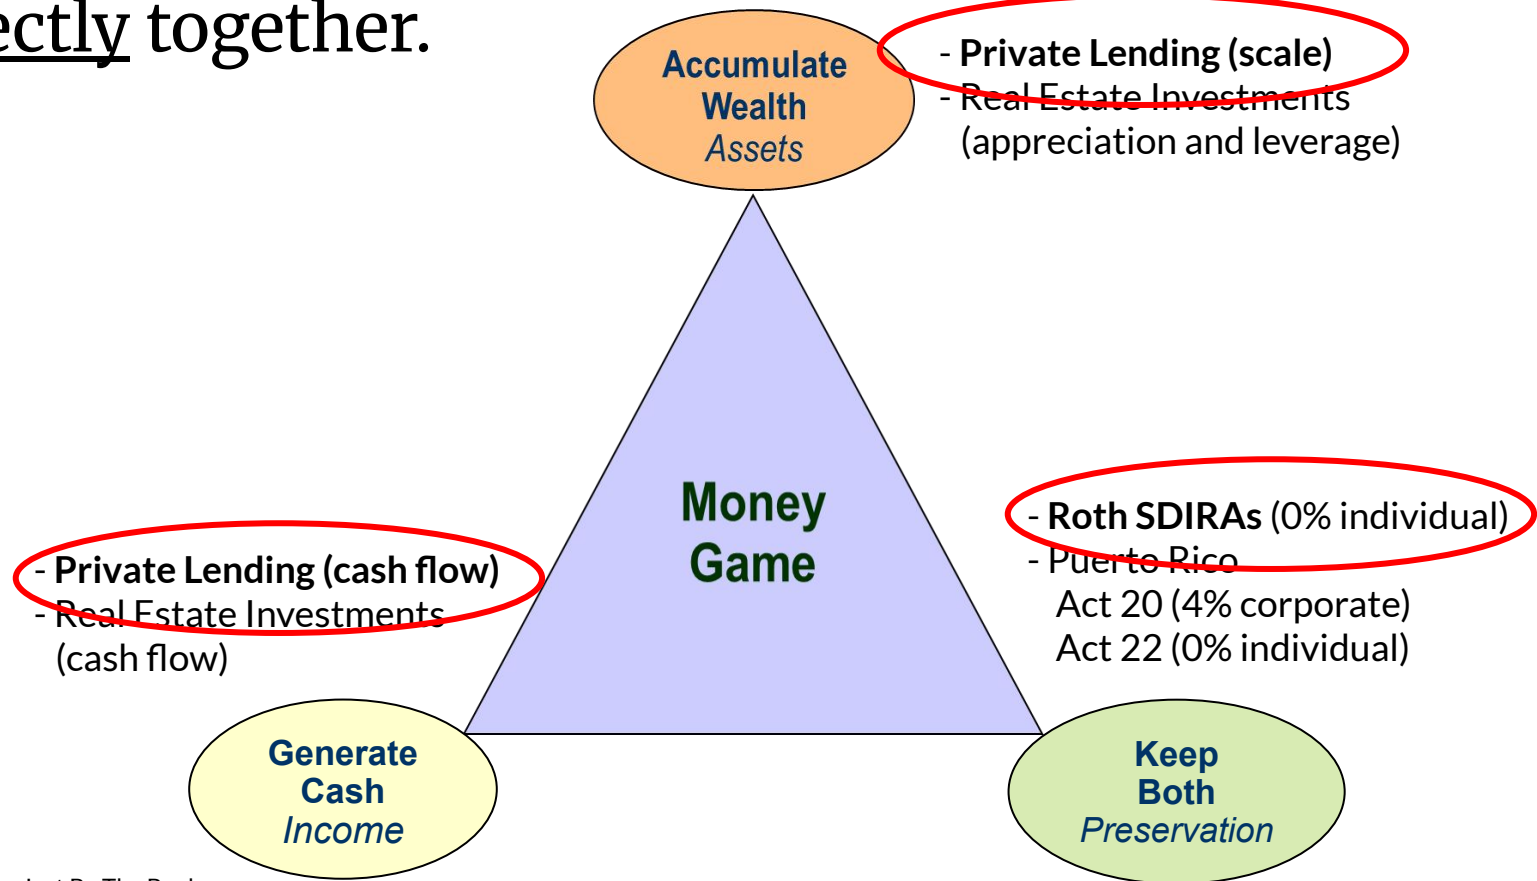 together.
Accumulate
Wealth
Assets
- Private Lending (scale)
- Real Estate Investments
(appreciation and leverage)
Money
Game
- Private Lending (cash flow)
- Real Estate Investments
(cash flow)
- Roth SDIRAs (0% individual)
- Puerto Rico
Act 20 (4% corporate)
Act 22 (0% individual)
Generate
Cash
Income
Keep
Both
Preservation